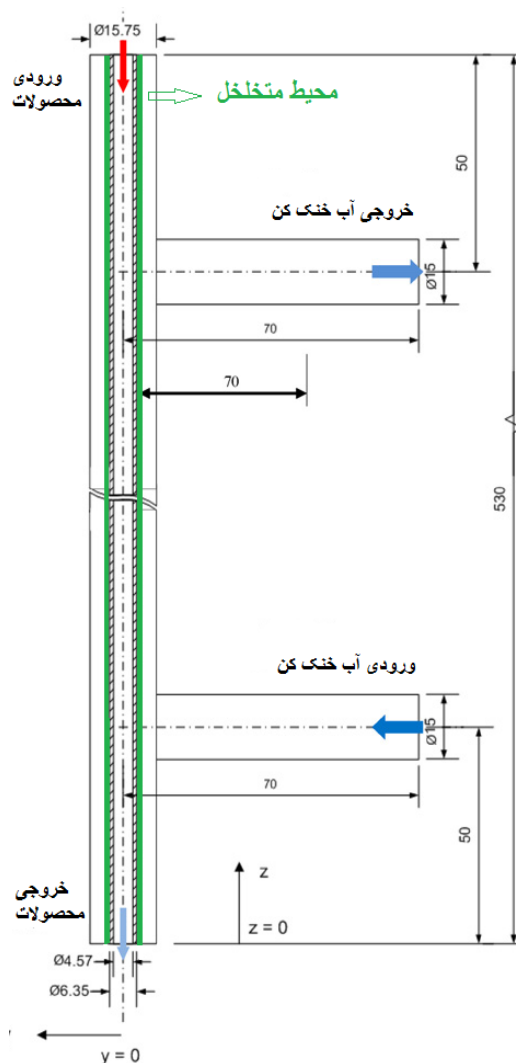 Ø15.75
ورودی
محصولات
محیط متخلخل
50
خروجی آب خنک کن
Ø15
70
70
530
ورودی آب خنک کن
Ø15
70
50
خروجی
محصولات
z
z = 0
Ø4.57
Ø6.35
y = 0